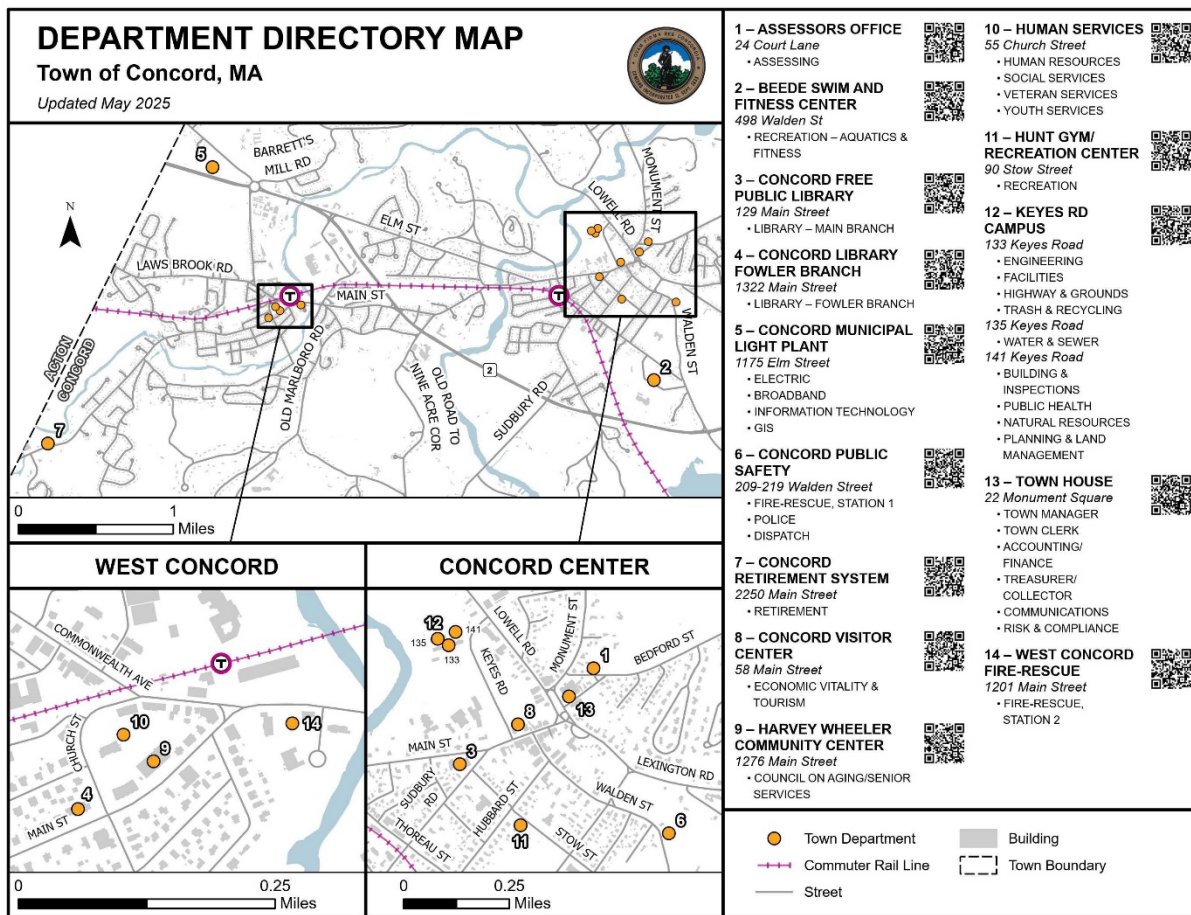 DEPARTMENT DIRECTORY MAP
Town of Concord, MA
Updated May 2025
5
BARRETT'S
MILL RD
N
LAWS BROOK RD
ELM ST
LOWELL RD
MONUMENT ST
T
MAIN ST
T
ACTON
CONCORD
OLD MARLBORO RD
OLD ROAD TO
NINE ACRE COR
2
SUDBURY RD
WALDEN ST
2
7
0 1
Miles
WEST CONCORD
COMMONWEALTH AVE
T
CHURCH ST
10
9
14
4
MAIN ST
0 0.25
Miles
CONCORD CENTER
12
141
135
133
LOWELL RD
KEYES RD
MONUMENT ST
BEDFORD ST
1
13
8
MAIN ST
3
SUDBURY
RD
HUBBARD ST
LEXINGTON RD
WALDEN ST
THOREAU ST
11
STOW ST
6
0 0.25
Miles
1 – ASSESSORS OFFICE
24 Court Lane
• ASSESSING
2 – BEEDE SWIM AND
FITNESS CENTER
498 Walden St
• RECREATION – AQUATICS &
FITNESS
3 – CONCORD FREE
PUBLIC LIBRARY
129 Main Street
• LIBRARY – MAIN BRANCH
4 – CONCORD LIBRARY
FOWLER BRANCH
1322 Main Street
• LIBRARY – FOWLER BRANCH
5 – CONCORD MUNICIPAL
LIGHT PLANT
1175 Elm Street
• ELECTRIC
• BROADBAND
• INFORMATION TECHNOLOGY
• GIS
6 – CONCORD PUBLIC
SAFETY
209-219 Walden Street
• FIRE-RESCUE, STATION 1
• POLICE
• DISPATCH
7 – CONCORD
RETIREMENT SYSTEM
2250 Main Street
• RETIREMENT
8 – CONCORD VISITOR
CENTER
58 Main Street
• ECONOMIC VITALITY &
TOURISM
9 – HARVEY WHEELER
COMMUNITY CENTER
1276 Main Street
• COUNCIL ON AGING/SENIOR
SERVICES
10 – HUMAN SERVICES
55 Church Street
• HUMAN RESOURCES
• SOCIAL SERVICES
• VETERAN SERVICES
• YOUTH SERVICES
11 – HUNT GYM/
RECREATION CENTER
90 Stow Street
• RECREATION
12 – KEYES RD
CAMPUS
133 Keyes Road
• ENGINEERING
• FACILITIES
• HIGHWAY & GROUNDS
• TRASH & RECYCLING
135 Keyes Road
• WATER & SEWER
141 Keyes Road
• BUILDING &
INSPECTIONS
• PUBLIC HEALTH
• NATURAL RESOURCES
• PLANNING & LAND
MANAGEMENT
13 – TOWN HOUSE
22 Monument Square
• TOWN MANAGER
• TOWN CLERK
• ACCOUNTING/
FINANCE
• TREASURER/
COLLECTOR
• COMMUNICATIONS
• RISK & COMPLIANCE
14 – WEST CONCORD
FIRE-RESCUE
1201 Main Street
• FIRE-RESCUE,
STATION 2
Town Department
Building
Commuter Rail Line
Town Boundary
Street